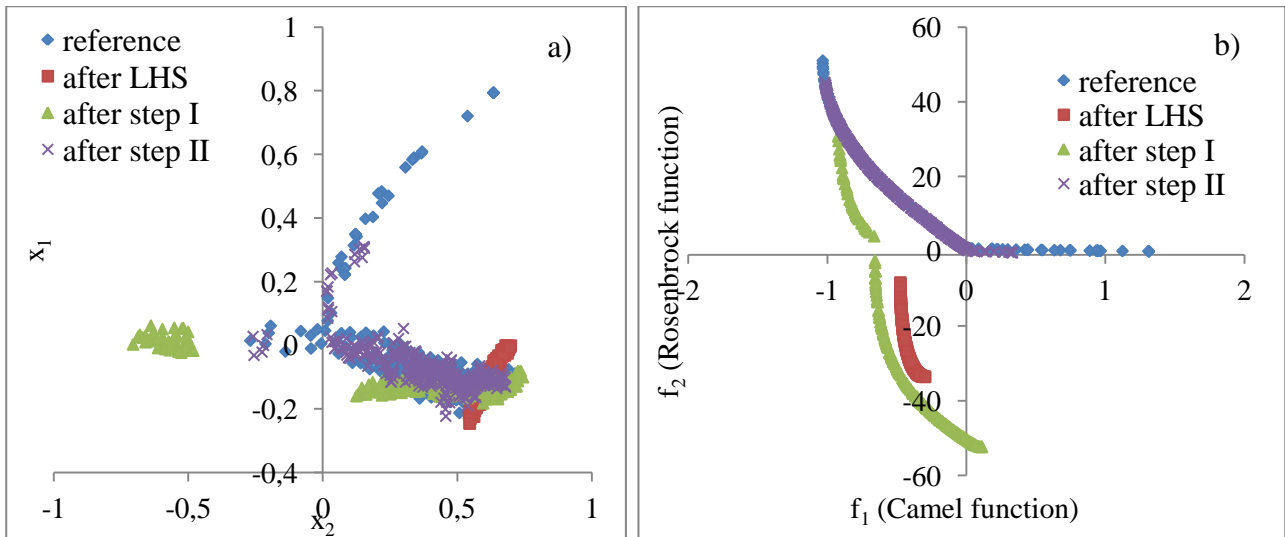 a)
reference
after LHS
after step I
after step II
1
0,8
0,6
0,4
0,2
0
-0,2
-0,4
x1
-1
-0,5
0
0,5
1
x2
b)
reference
after LHS
after step I
after step II
60
40
20
0
-20
-40
-60
f2 (Rosenbrock function)
-2
-1
0
1
2
f1 (Camel function)